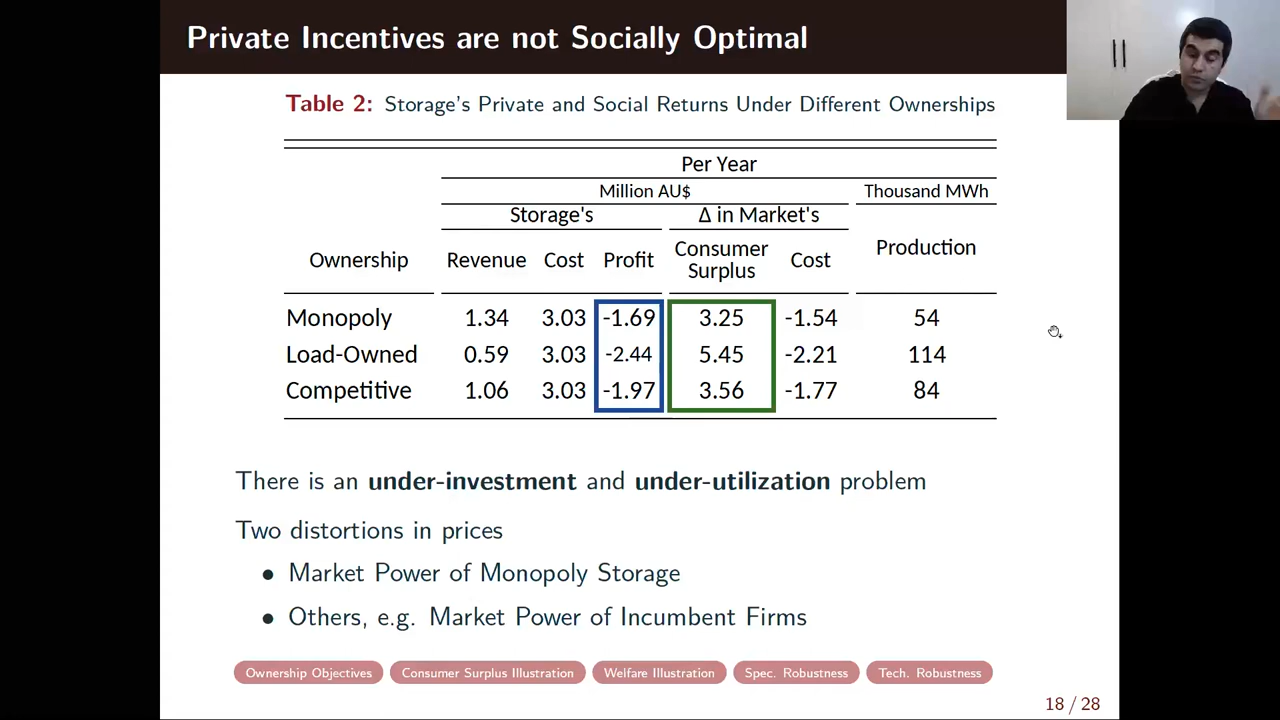 Private Incentives are not Socially Optimal
Table 2: Storage's Private and Social Returns Under Different Ownerships
Per Year
Million AU$ Thousand MWh
Storage's Δ in Market's
Ownership Revenue Cost Profit Consumer Surplus Cost Production
Monopoly 1.34 3.03 -1.69 3.25 -1.54 54
Load-Owned 0.59 3.03 -2.44 5.45 -2.21 114
Competitive 1.06 3.03 -1.97 3.56 -1.77 84
There is an under-investment and under-utilization problem
Two distortions in prices
• Market Power of Monopoly Storage
• Others, e.g. Market Power of Incumbent Firms
Ownership Objectives Consumer Surplus Illustration Welfare Illustration Spec. Robustness Tech. Robustness
18 / 28